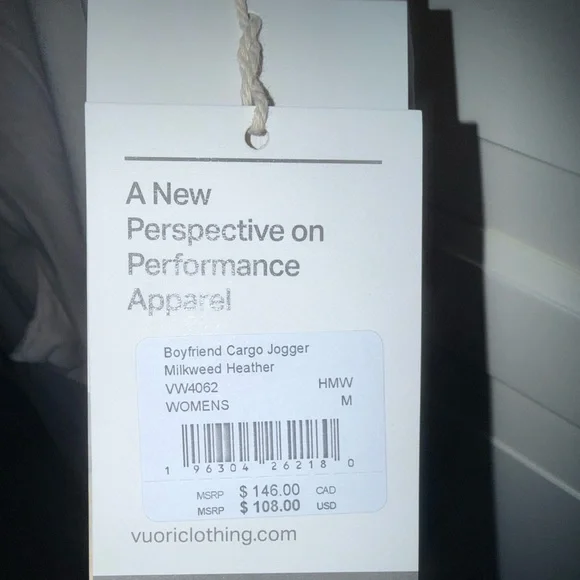 A New
Perspective on
Performance
Apparel
Boyfriend Cargo Jogger
Milkweed Heather
VW4062 HMW
WOMENS M
1 96304 26218 0
MSRP $ 146.00 CAD
MSRP $ 108.00 USD
vuoriclothing.com